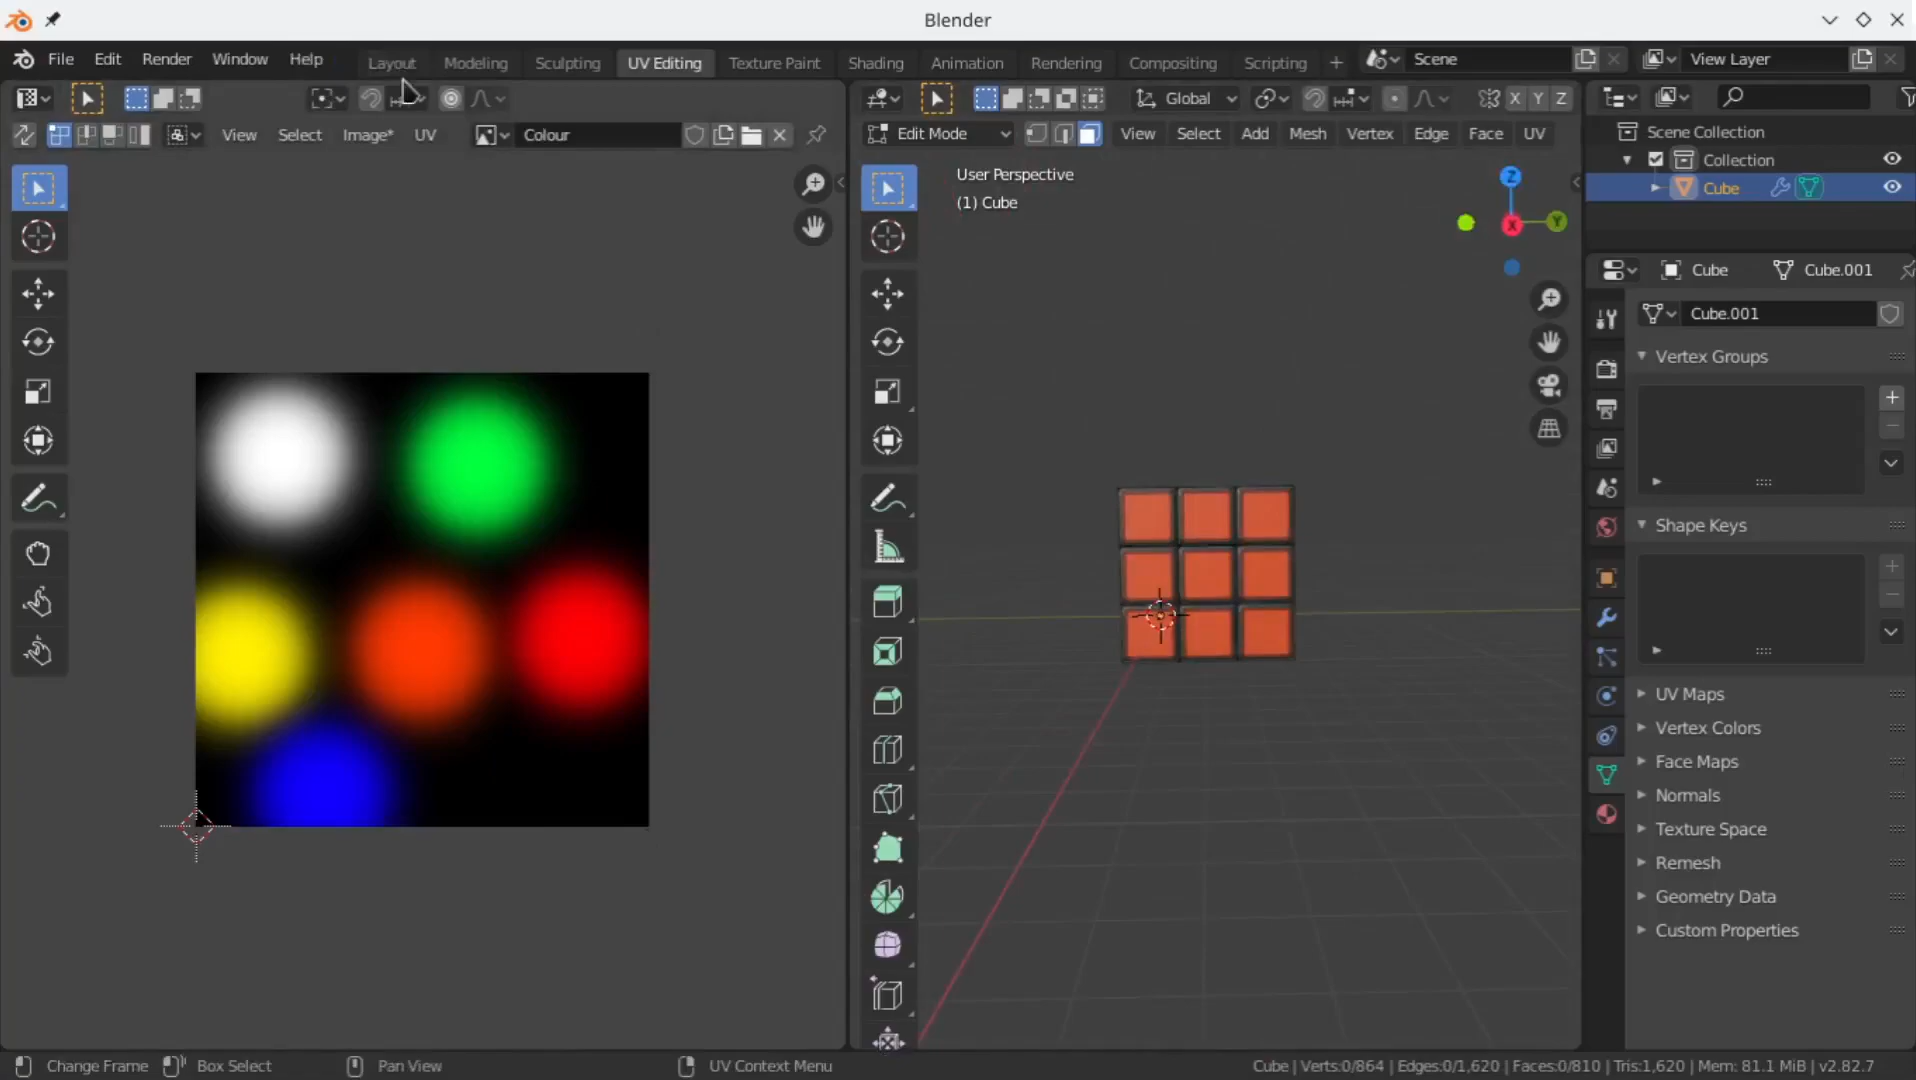 Blender
File Edit Render Window Help Layout Modeling Sculpting UV Editing Texture Paint Shading Animation Rendering Compositing Scripting + Scene View Layer
Global X Y Z
View Select Image* UV Colour Edit Mode View Select Add Mesh Vertex Edge Face UV
Scene Collection
Collection
Cube
User Perspective
(1) Cube
Z
X
Y
Cube Cube.001
Cube.001
Vertex Groups
Shape Keys
UV Maps
Vertex Colors
Face Maps
Normals
Texture Space
Remesh
Geometry Data
Custom Properties
Change Frame Box Select Pan View UV Context Menu Cube | Verts:0/864 | Edges:0/1,620 | Faces:0/810 | Tris:1,620 | Mem: 81.1 MiB | v2.82.7